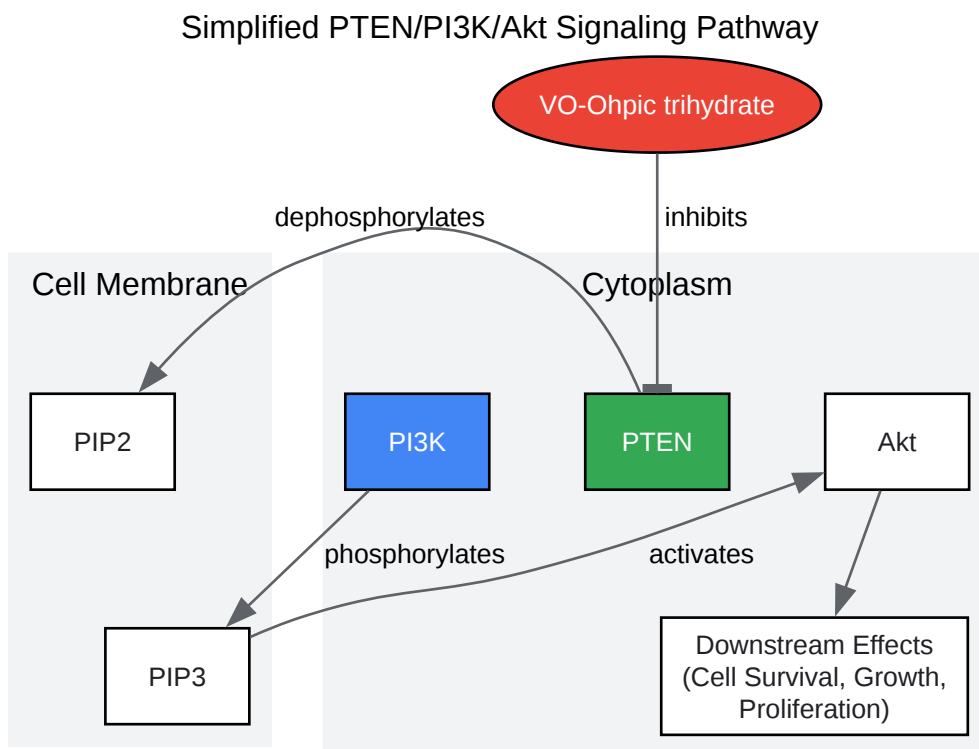 Simplified PTEN/PI3K/Akt Signaling Pathway
VO-Ohpic trihydrate
dephosphorylates
inhibits
Cell Membrane
Cytoplasm
PIP2
PI3K
PTEN
Akt
phosphorylates
activates
PIP3
Downstream Effects
(Cell Survival, Growth,
Proliferation)